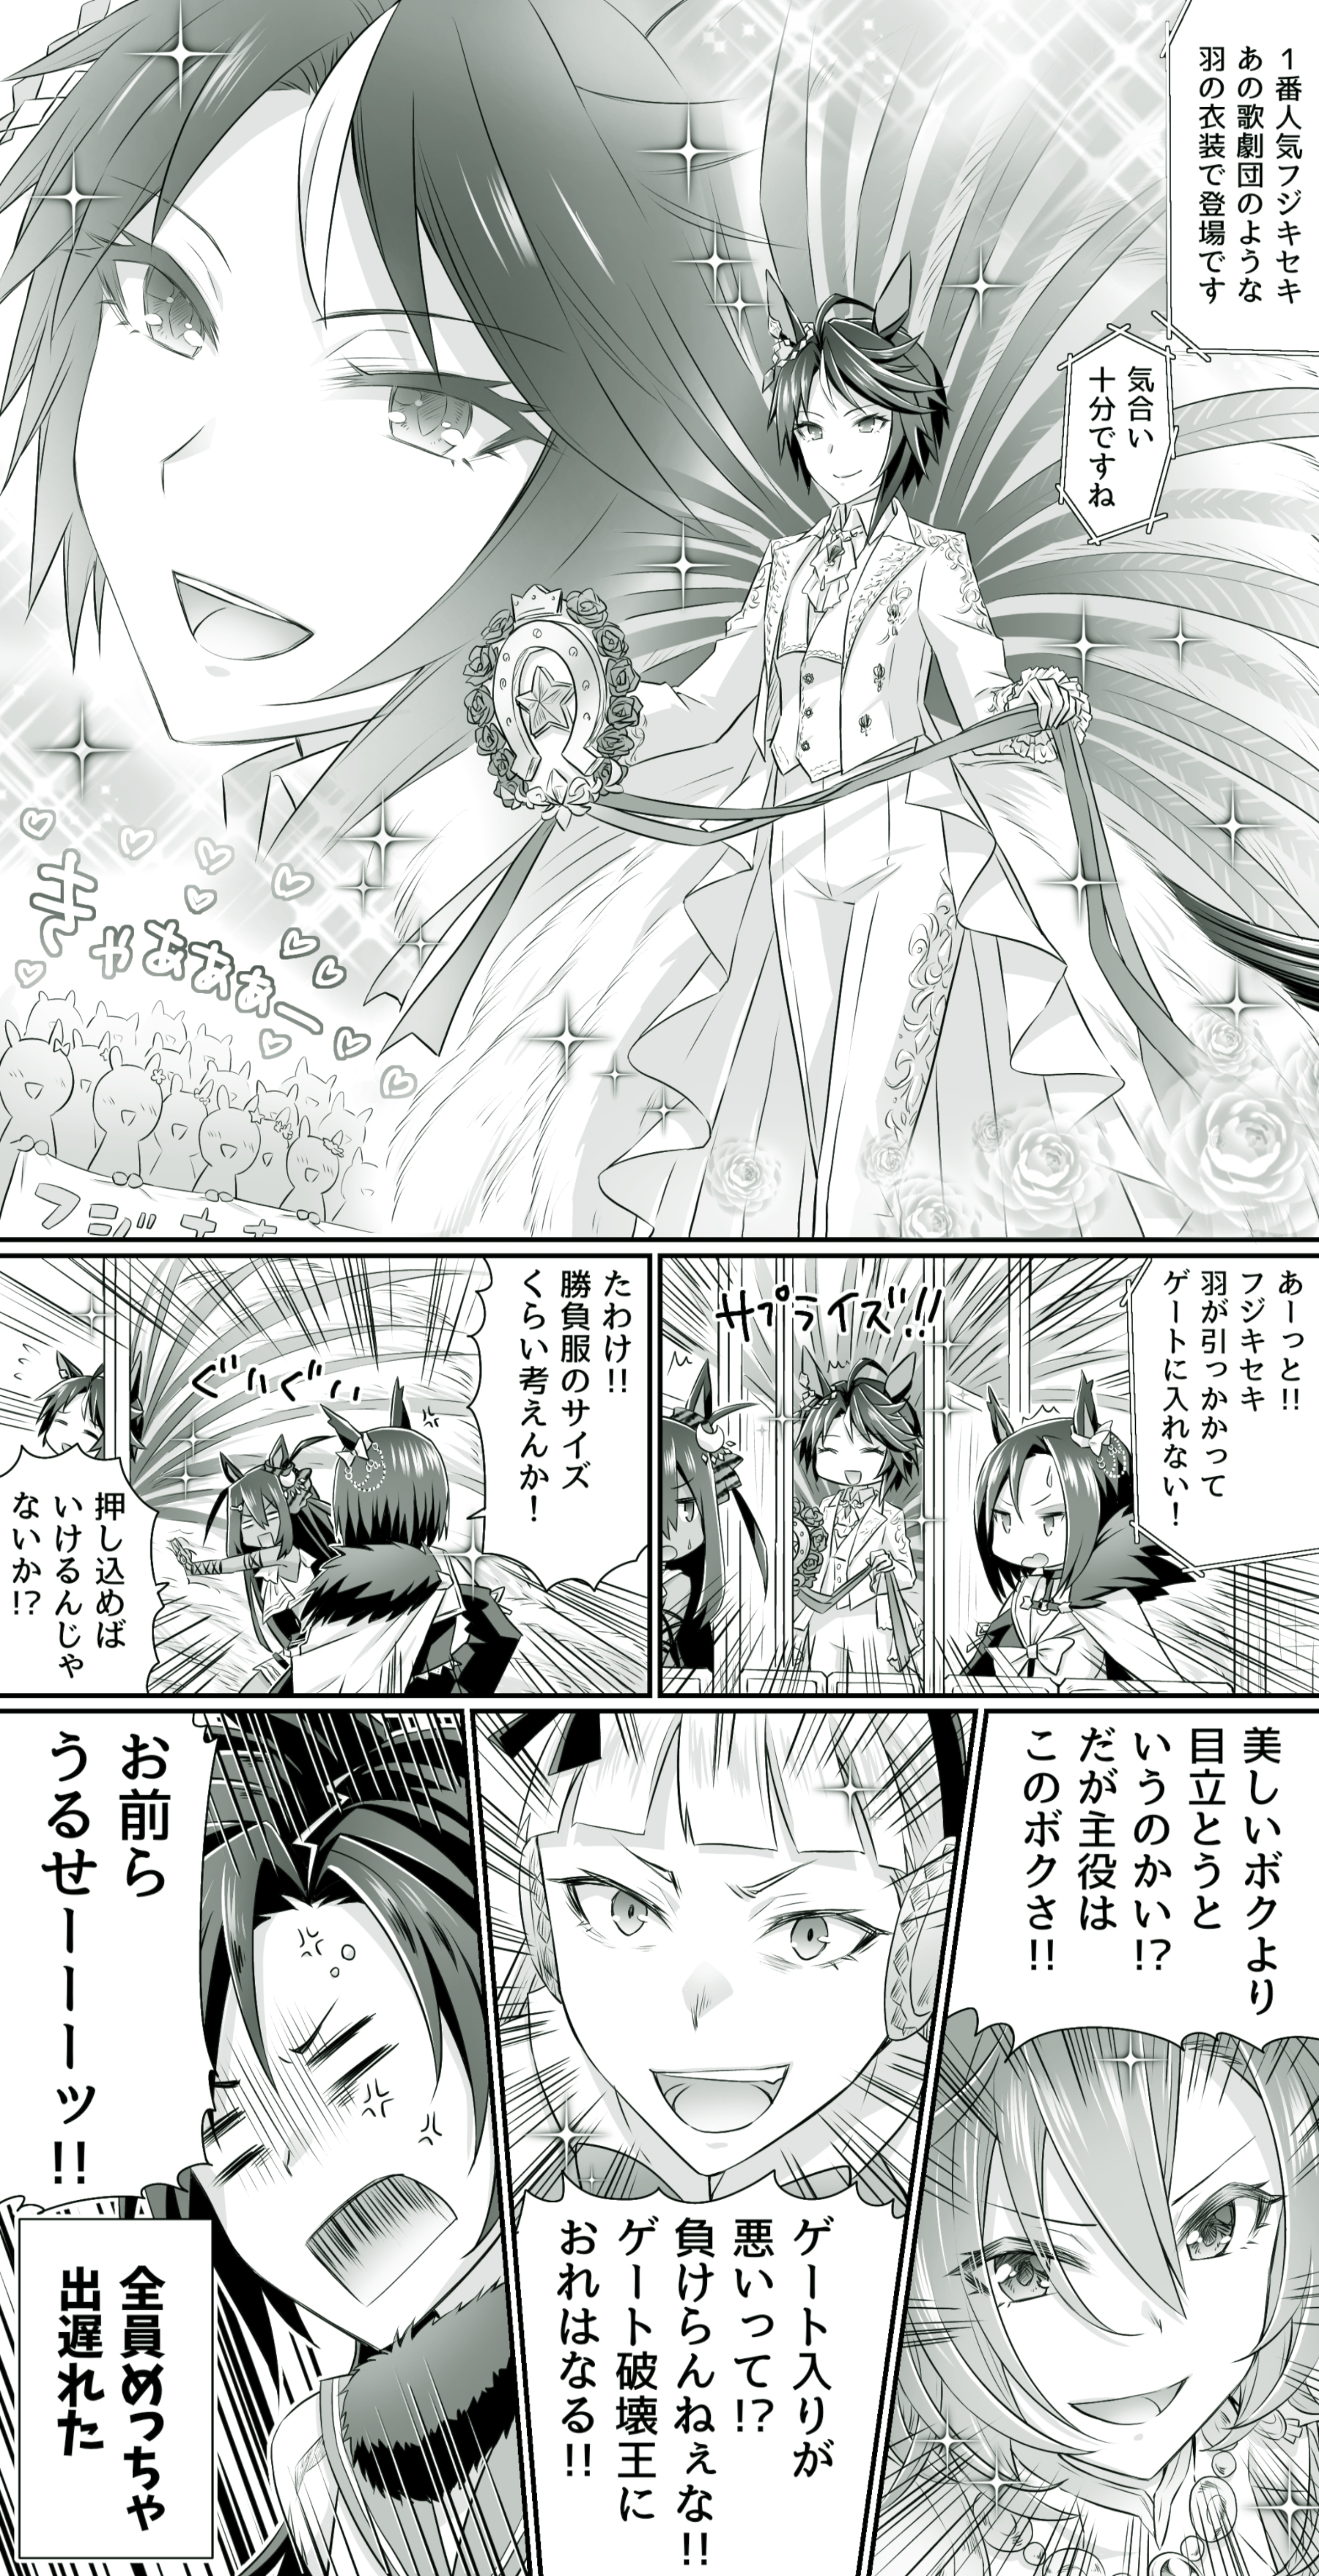 1番人気フジキセキ
あの歌劇団のような
羽の衣装で登場です
気合い
十分ですね
きゃあああー
フジ
あーっと!!
フジキセキ
羽が引っかかって
ゲートに入れない!
サプライズ!!
たわけ!!
勝負服のサイズ
くらい考えんか!
ぐいぐい
押し込めば
いけるんじゃ
ないか!?
美しいボクより
目立とうと
いうのかい!?
だが主役は
このボクさ!!
ゲート入りが
悪いって!?
負けらんねぇな!!
ゲート破壊王に
おれはなる!!
お前ら
うるせーーーッ!!
全員めっちゃ
出遅れた